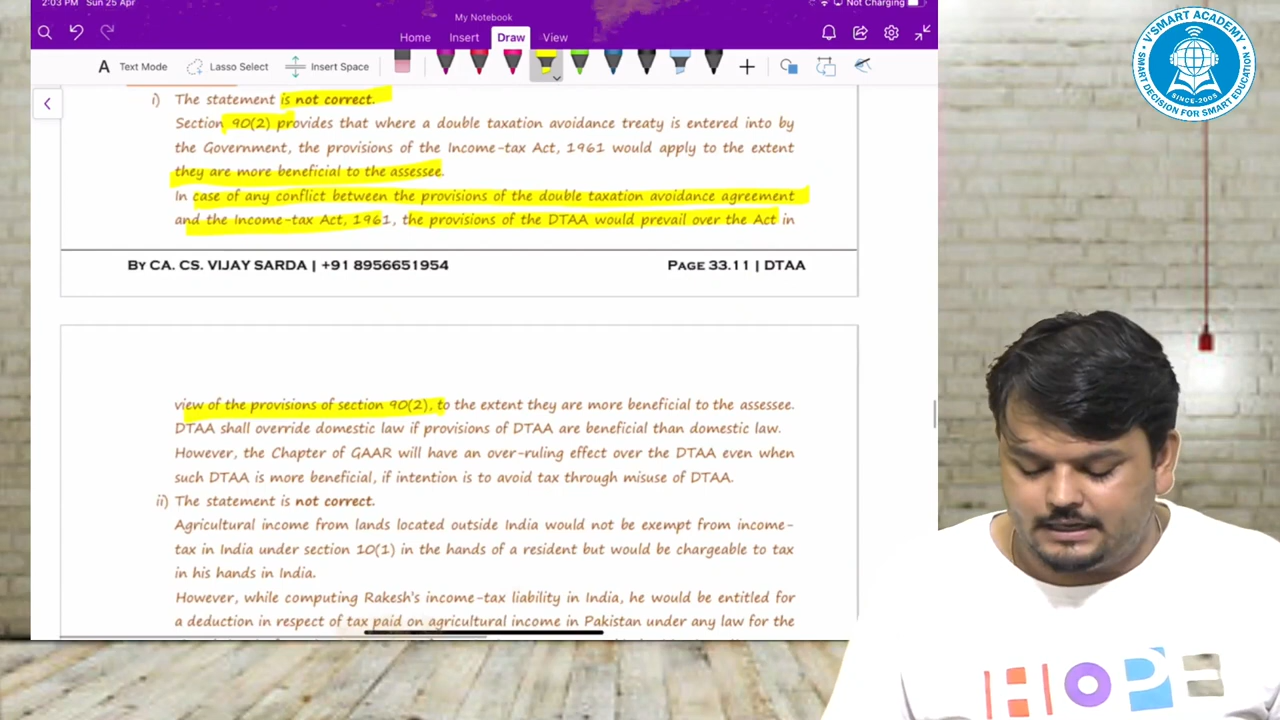 2:03 PM Sun 25 Apr
Not Charging
My Notebook
Home Insert Draw View
A Text Mode Lasso Select Insert Space
i) The statement is not correct.
Section 90(2) provides that where a double taxation avoidance treaty is entered into by
the Government, the provisions of the Income-tax Act, 1961 would apply to the extent
they are more beneficial to the assessee.
In case of any conflict between the provisions of the double taxation avoidance agreement
and the Income-tax Act, 1961, the provisions of the DTAA would prevail over the Act in
BY CA. CS. VIJAY SARDA | +91 8956651954 PAGE 33.11 | DTAA
view of the provisions of section 90(2), to the extent they are more beneficial to the assessee.
DTAA shall override domestic law if provisions of DTAA are beneficial than domestic law.
However, the Chapter of GAAR will have an over-ruling effect over the DTAA even when
such DTAA is more beneficial, if intention is to avoid tax through misuse of DTAA.
ii) The statement is not correct.
Agricultural income from lands located outside India would not be exempt from income-
tax in India under section 10(1) in the hands of a resident but would be chargeable to tax
in his hands in India.
However, while computing Rakesh's income-tax liability in India, he would be entitled for
a deduction in respect of tax paid on agricultural income in Pakistan under any law for the
V'SMART ACADEMY
SINCE-2005
SMART DECISION FOR SMART EDUCATION
HOPE